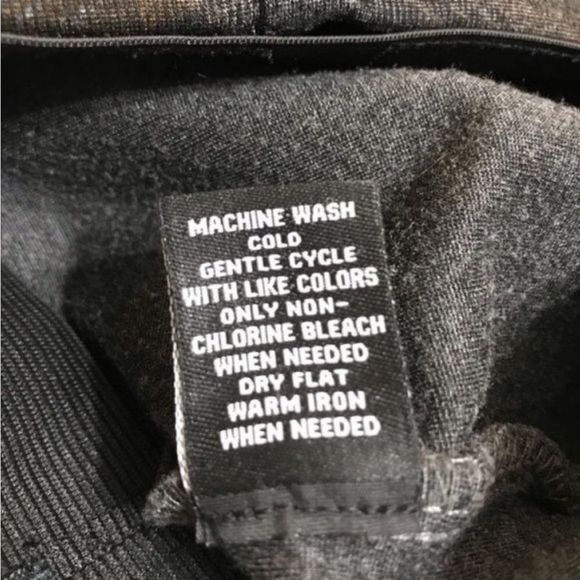 MACHINE WASH
COLD
GENTLE CYCLE
WITH LIKE COLORS
ONLY NON-
CHLORINE BLEACH
WHEN NEEDED
DRY FLAT
WARM IRON
WHEN NEEDED